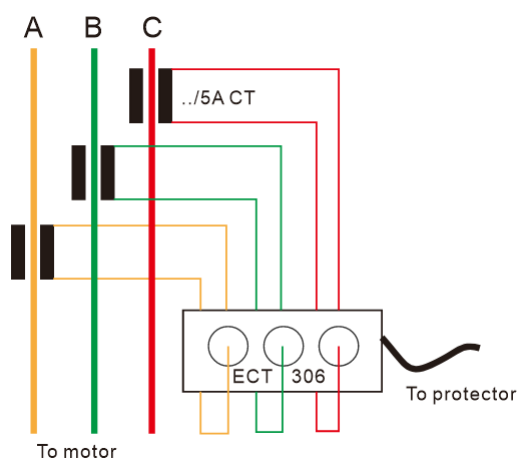 A B C
../5A CT
ECT 306
To protector
To motor